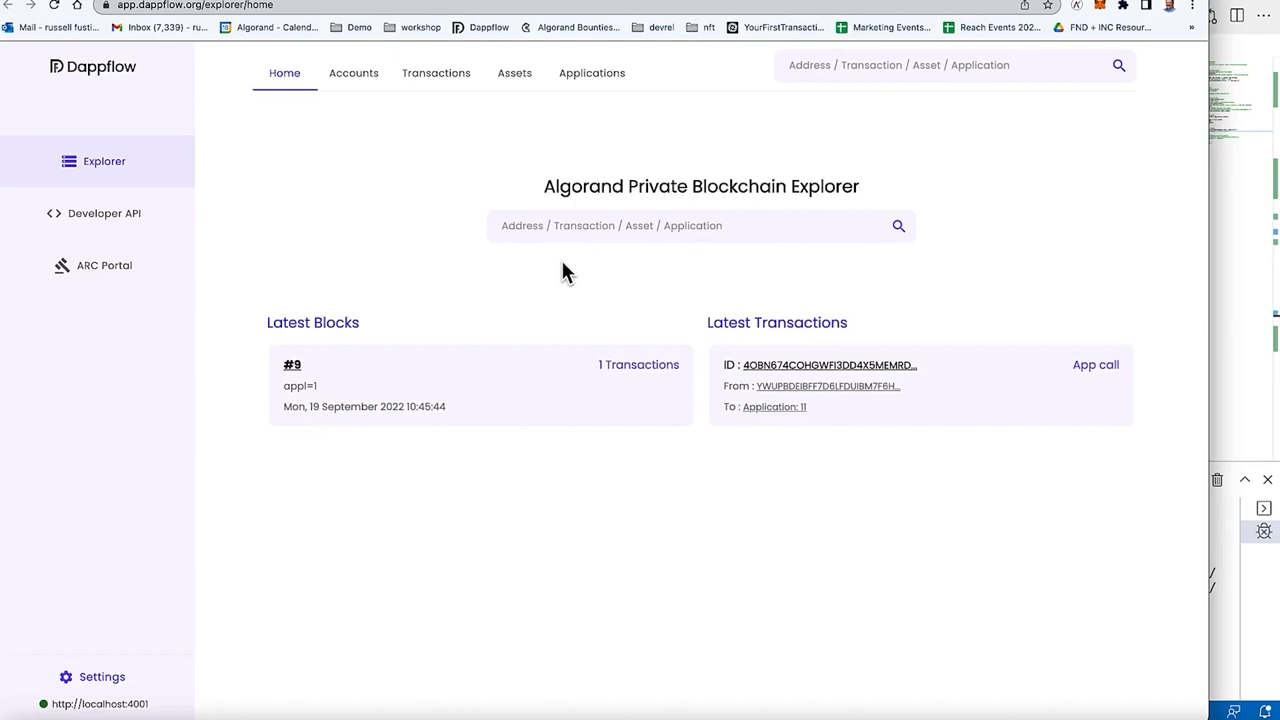 app.dappflow.org/explorer/home
Mail – russell fusti...
Inbox (7,339) – ru...
Algorand - Calend...
Demo
workshop
Dappflow
Algorand Bounties...
devrel
nft
YourFirstTransacti...
Marketing Events...
Reach Events 202...
FND + INC Resour...
»
Dappflow
Home
Accounts
Transactions
Assets
Applications
Address / Transaction / Asset / Application
Explorer
Developer API
ARC Portal
Algorand Private Blockchain Explorer
Address / Transaction / Asset / Application
Latest Blocks
#9
1 Transactions
appl=1
Mon, 19 September 2022 10:45:44
Latest Transactions
ID : 4OBN674COHGWFI3DD4X5MEMRD...
App call
From : YWUPBDEIBFF7D6LFDUIBM7F6H...
To : Application: 11
Settings
http://localhost:4001